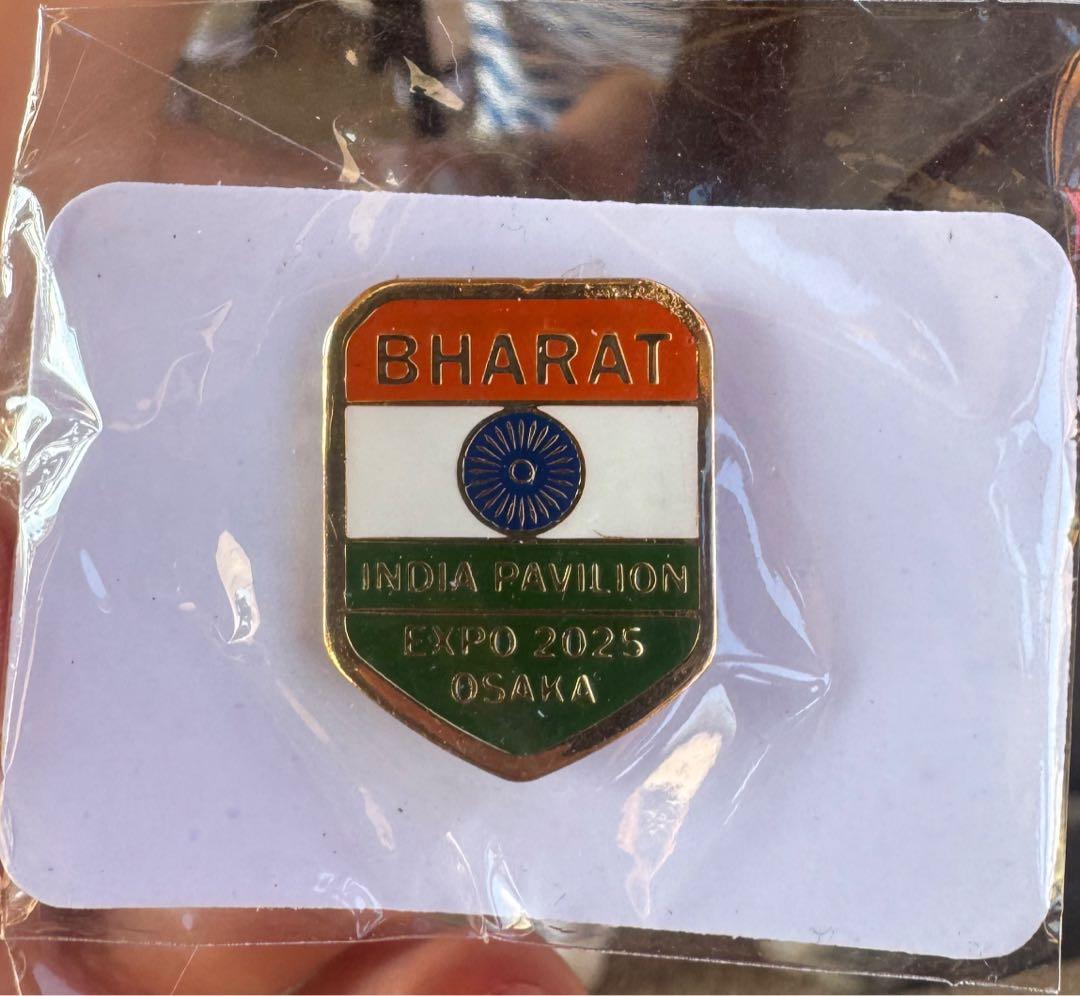 BHARAT
INDIA PAVILION
EXPO 2025
OSAKA